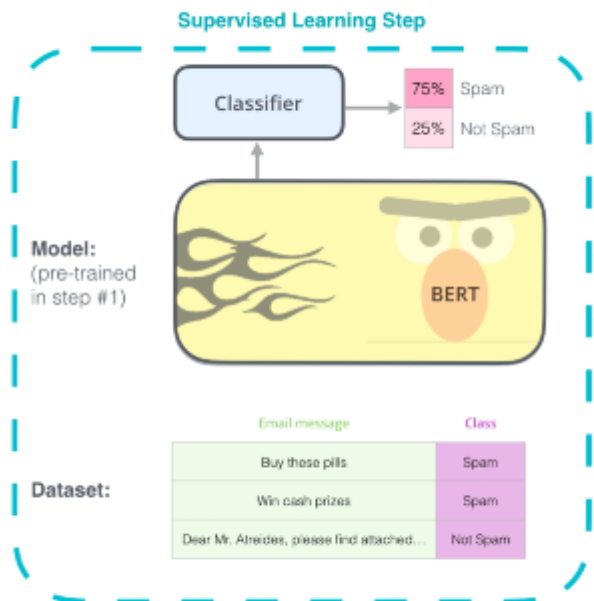 Supervised Learning Step
Classifier
75% Spam
25% Not Spam
Model:
(pre-trained
in step #1)
BERT
Email message Class
Buy these pills Spam
Win cash prizes Spam
Dear Mr. Atreides, please find attached... Not Spam
Dataset: